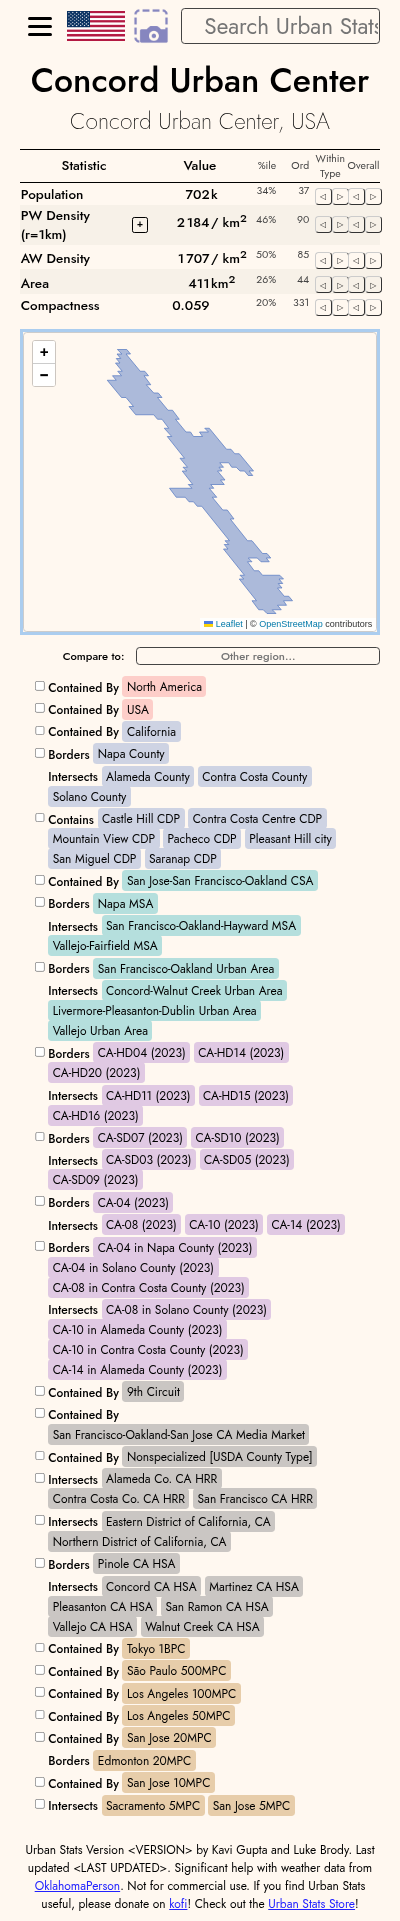 Search Urban Stats
Concord Urban Center
Concord Urban Center, USA
Statistic Value %ile Ord Within Type Overall
Population 702k 34% 37 ◁ ▷ ◁ ▷
PW Density (r=1km) + 2 184 / km² 46% 90 ◁ ▷ ◁ ▷
AW Density 1 707 / km² 50% 85 ◁ ▷ ◁ ▷
Area 411 km² 26% 44 ◁ ▷ ◁ ▷
Compactness 0.059 20% 331 ◁ ▷ ◁ ▷
+
−
Leaflet | © OpenStreetMap contributors
Compare to: Other region...
Contained By North America
Contained By USA
Contained By California
Borders Napa County
Intersects Alameda County Contra Costa County
Solano County
Contains Castle Hill CDP Contra Costa Centre CDP
Mountain View CDP Pacheco CDP Pleasant Hill city
San Miguel CDP Saranap CDP
Contained By San Jose-San Francisco-Oakland CSA
Borders Napa MSA
Intersects San Francisco-Oakland-Hayward MSA
Vallejo-Fairfield MSA
Borders San Francisco-Oakland Urban Area
Intersects Concord-Walnut Creek Urban Area
Livermore-Pleasanton-Dublin Urban Area
Vallejo Urban Area
Borders CA-HD04 (2023) CA-HD14 (2023)
CA-HD20 (2023)
Intersects CA-HD11 (2023) CA-HD15 (2023)
CA-HD16 (2023)
Borders CA-SD07 (2023) CA-SD10 (2023)
Intersects CA-SD03 (2023) CA-SD05 (2023)
CA-SD09 (2023)
Borders CA-04 (2023)
Intersects CA-08 (2023) CA-10 (2023) CA-14 (2023)
Borders CA-04 in Napa County (2023)
CA-04 in Solano County (2023)
CA-08 in Contra Costa County (2023)
Intersects CA-08 in Solano County (2023)
CA-10 in Alameda County (2023)
CA-10 in Contra Costa County (2023)
CA-14 in Alameda County (2023)
Contained By 9th Circuit
Contained By
San Francisco-Oakland-San Jose CA Media Market
Contained By Nonspecialized [USDA County Type]
Intersects Alameda Co. CA HRR
Contra Costa Co. CA HRR San Francisco CA HRR
Intersects Eastern District of California, CA
Northern District of California, CA
Borders Pinole CA HSA
Intersects Concord CA HSA Martinez CA HSA
Pleasanton CA HSA San Ramon CA HSA
Vallejo CA HSA Walnut Creek CA HSA
Contained By Tokyo 1BPC
Contained By São Paulo 500MPC
Contained By Los Angeles 100MPC
Contained By Los Angeles 50MPC
Contained By San Jose 20MPC
Borders Edmonton 20MPC
Contained By San Jose 10MPC
Intersects Sacramento 5MPC San Jose 5MPC
Urban Stats Version <VERSION> by Kavi Gupta and Luke Brody. Last
updated <LAST UPDATED>. Significant help with weather data from
OklahomaPerson. Not for commercial use. If you find Urban Stats
useful, please donate on kofi! Check out the Urban Stats Store!